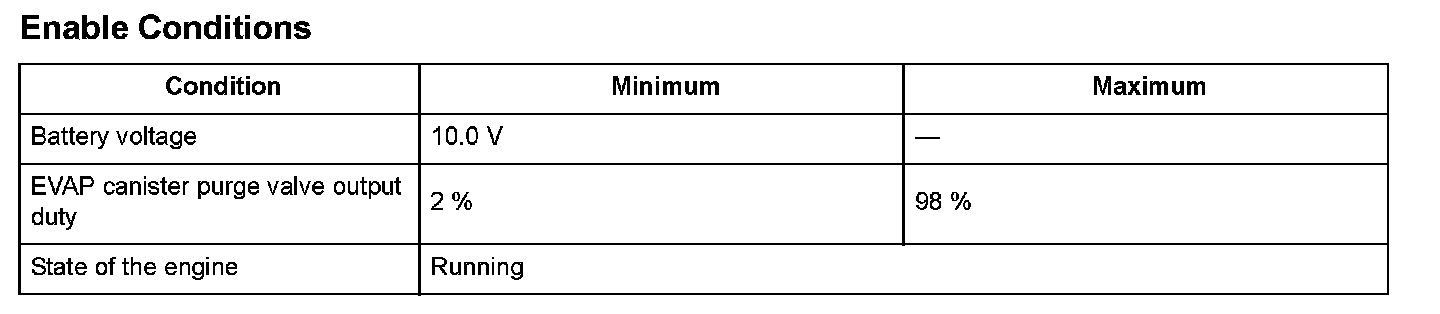 Enable Conditions
Condition Minimum Maximum
Battery voltage 10.0 V —
EVAP canister purge valve output
duty 2 % 98 %
State of the engine Running